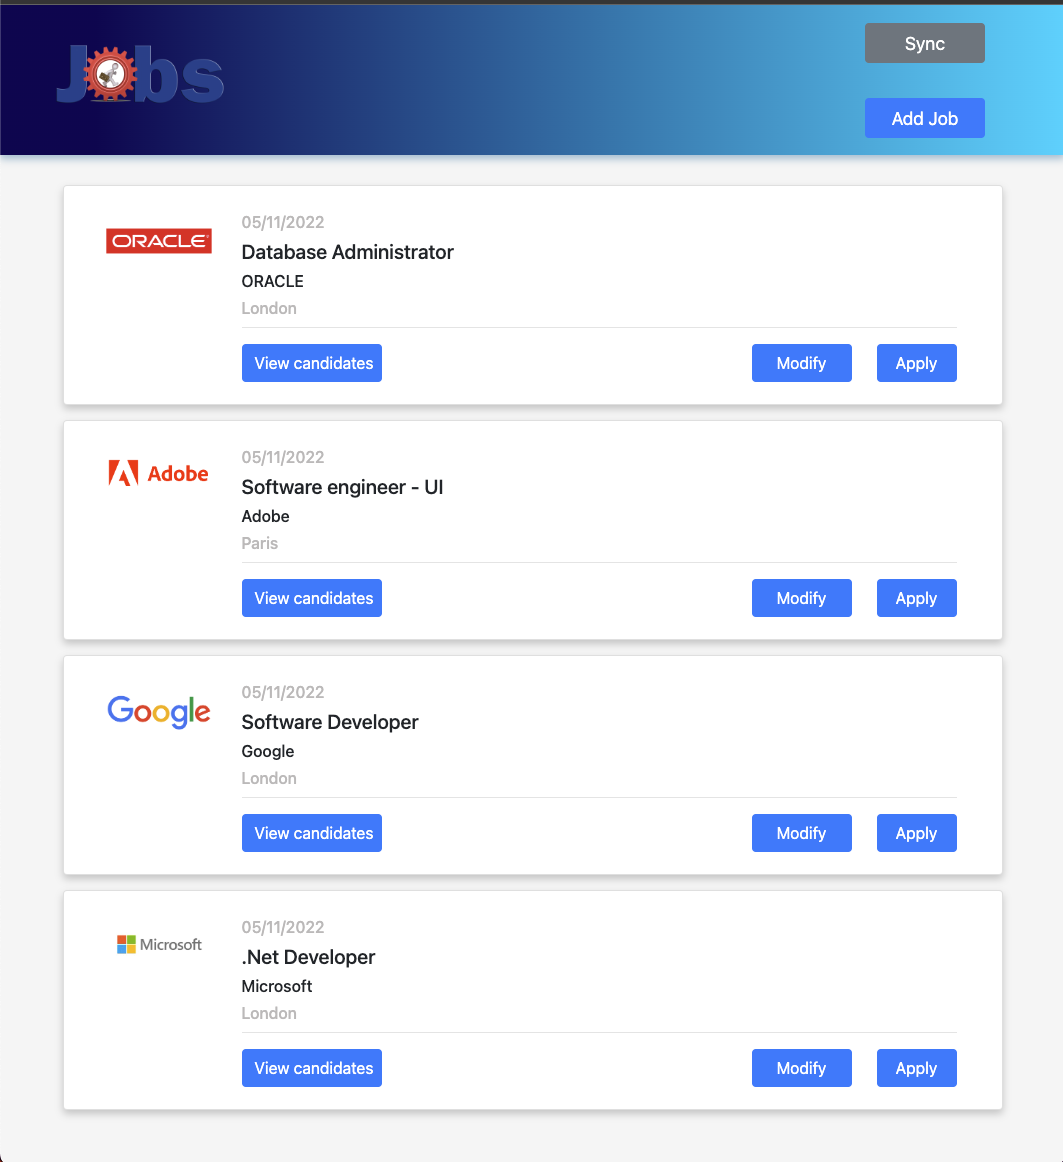 Jobs
Sync
Add Job
ORACLE
05/11/2022
Database Administrator
ORACLE
London
View candidates
Modify
Apply
Adobe
05/11/2022
Software engineer - UI
Adobe
Paris
View candidates
Modify
Apply
Google
05/11/2022
Software Developer
Google
London
View candidates
Modify
Apply
Microsoft
05/11/2022
.Net Developer
Microsoft
London
View candidates
Modify
Apply